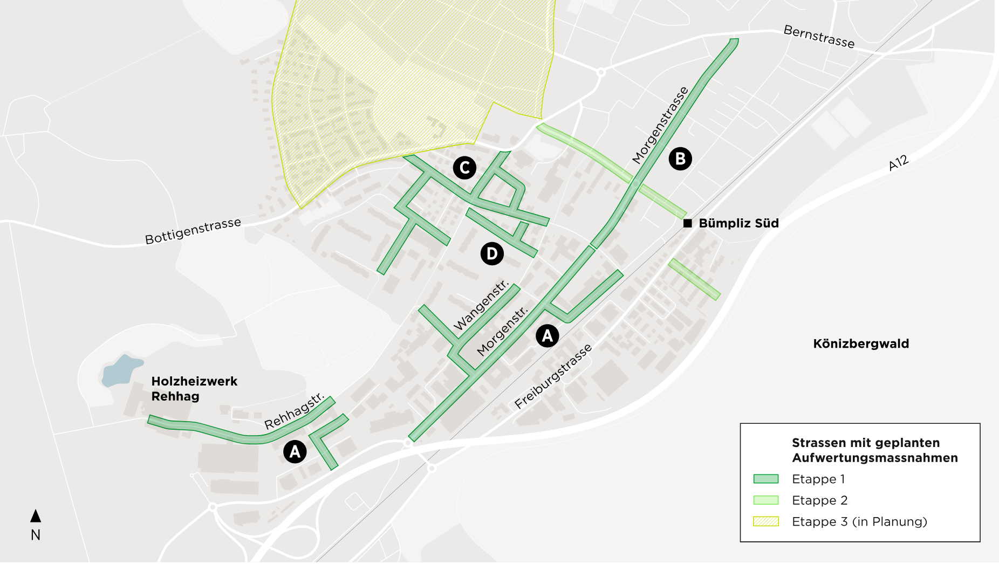 Bernstrasse
Morgenstrasse
B
A12
C
Bottigenstrasse
Bümpliz Süd
D
Wangenstr.
Morgenstr.
A
Könizbergwald
Freiburgstrasse
Holzheizwerk
Rehhag
Rehhagstr.
A
Strassen mit geplanten
Aufwertungsmassnahmen
Etappe 1
Etappe 2
Etappe 3 (in Planung)
N